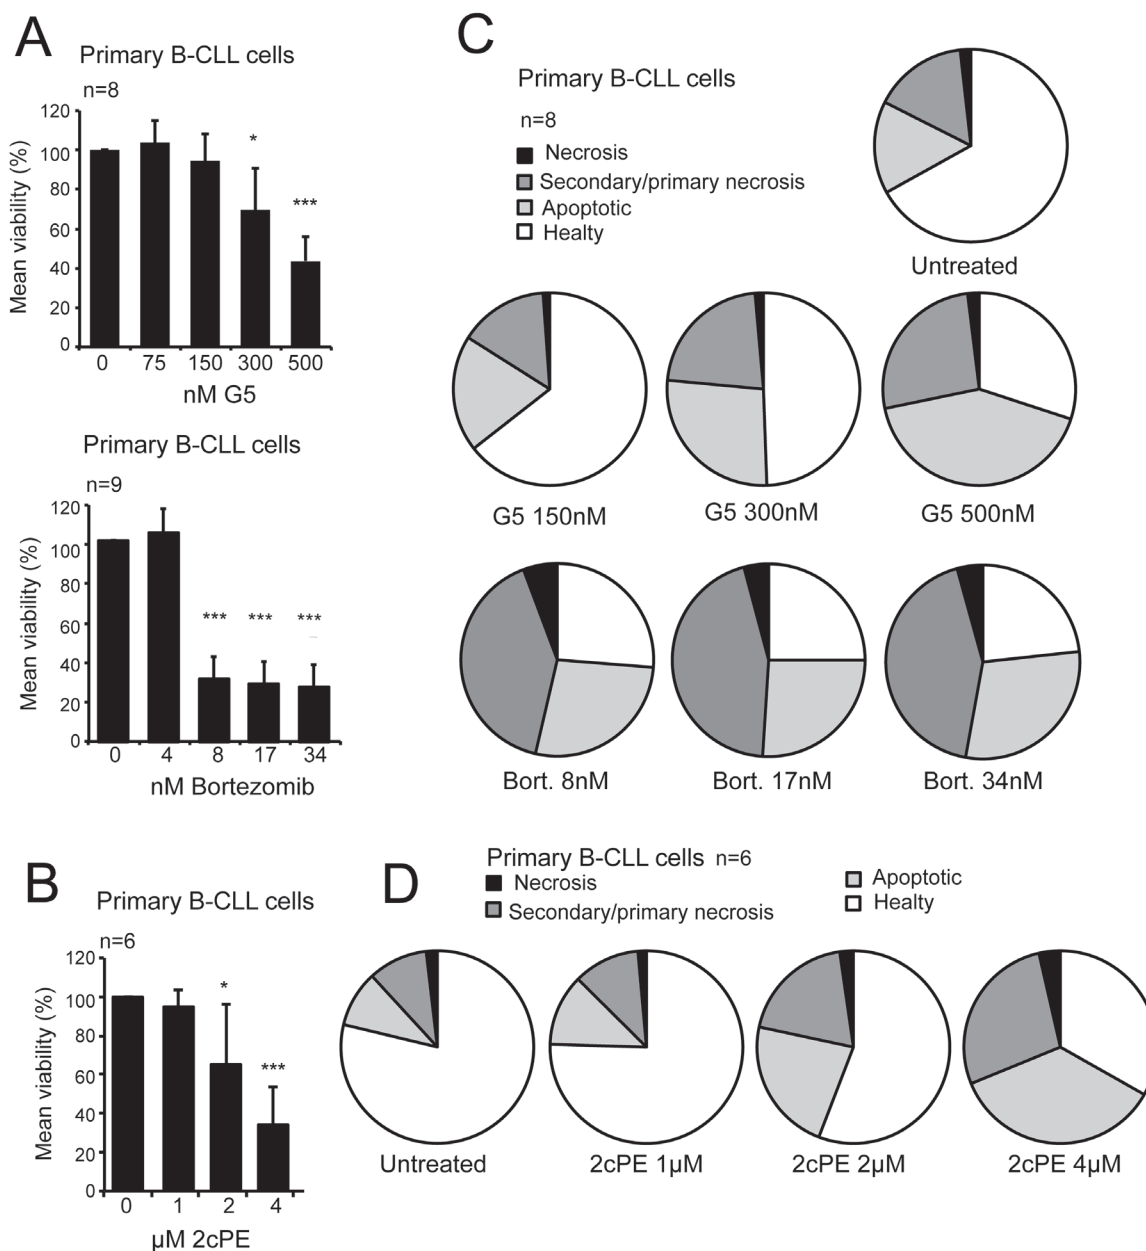 A
Primary B-CLL cells
n=8
Mean viability (%)
120
100
80
60
40
20
0
*
***
0 75 150 300 500
nM G5
Primary B-CLL cells
n=9
Mean viability (%)
120
100
80
60
40
20
0
*** *** ***
0 4 8 17 34
nM Bortezomib
B
Primary B-CLL cells
n=6
Mean viability (%)
120
100
80
60
40
20
0
*
***
0 1 2 4
µM 2cPE
C
Primary B-CLL cells
n=8
Necrosis
Secondary/primary necrosis
Apoptotic
Healty
Untreated
G5 150nM G5 300nM G5 500nM
Bort. 8nM Bort. 17nM Bort. 34nM
D
Primary B-CLL cells n=6
Necrosis
Secondary/primary necrosis
Apoptotic
Healty
Untreated 2cPE 1µM 2cPE 2µM 2cPE 4µM